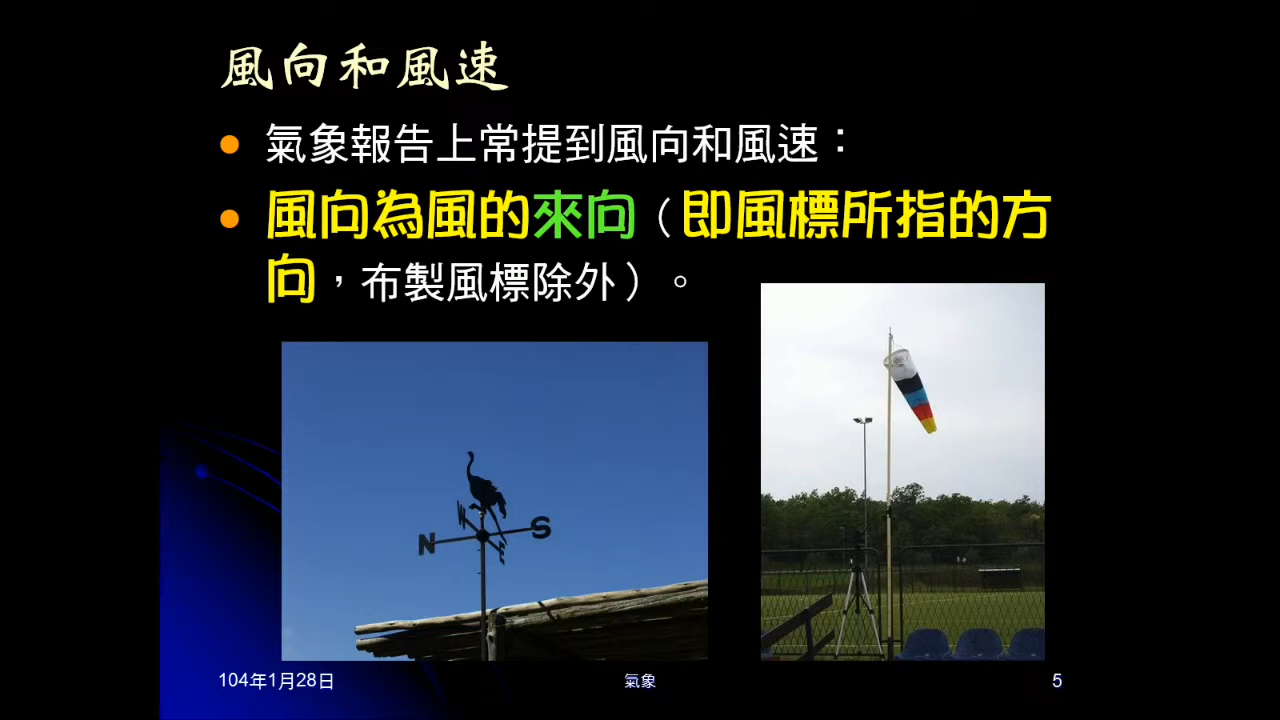 風向和風速
氣象報告上常提到風向和風速：
風向為風的來向（即風標所指的方
向，布製風標除外）。
N
W
S
E
104年1月28日
氣象
5